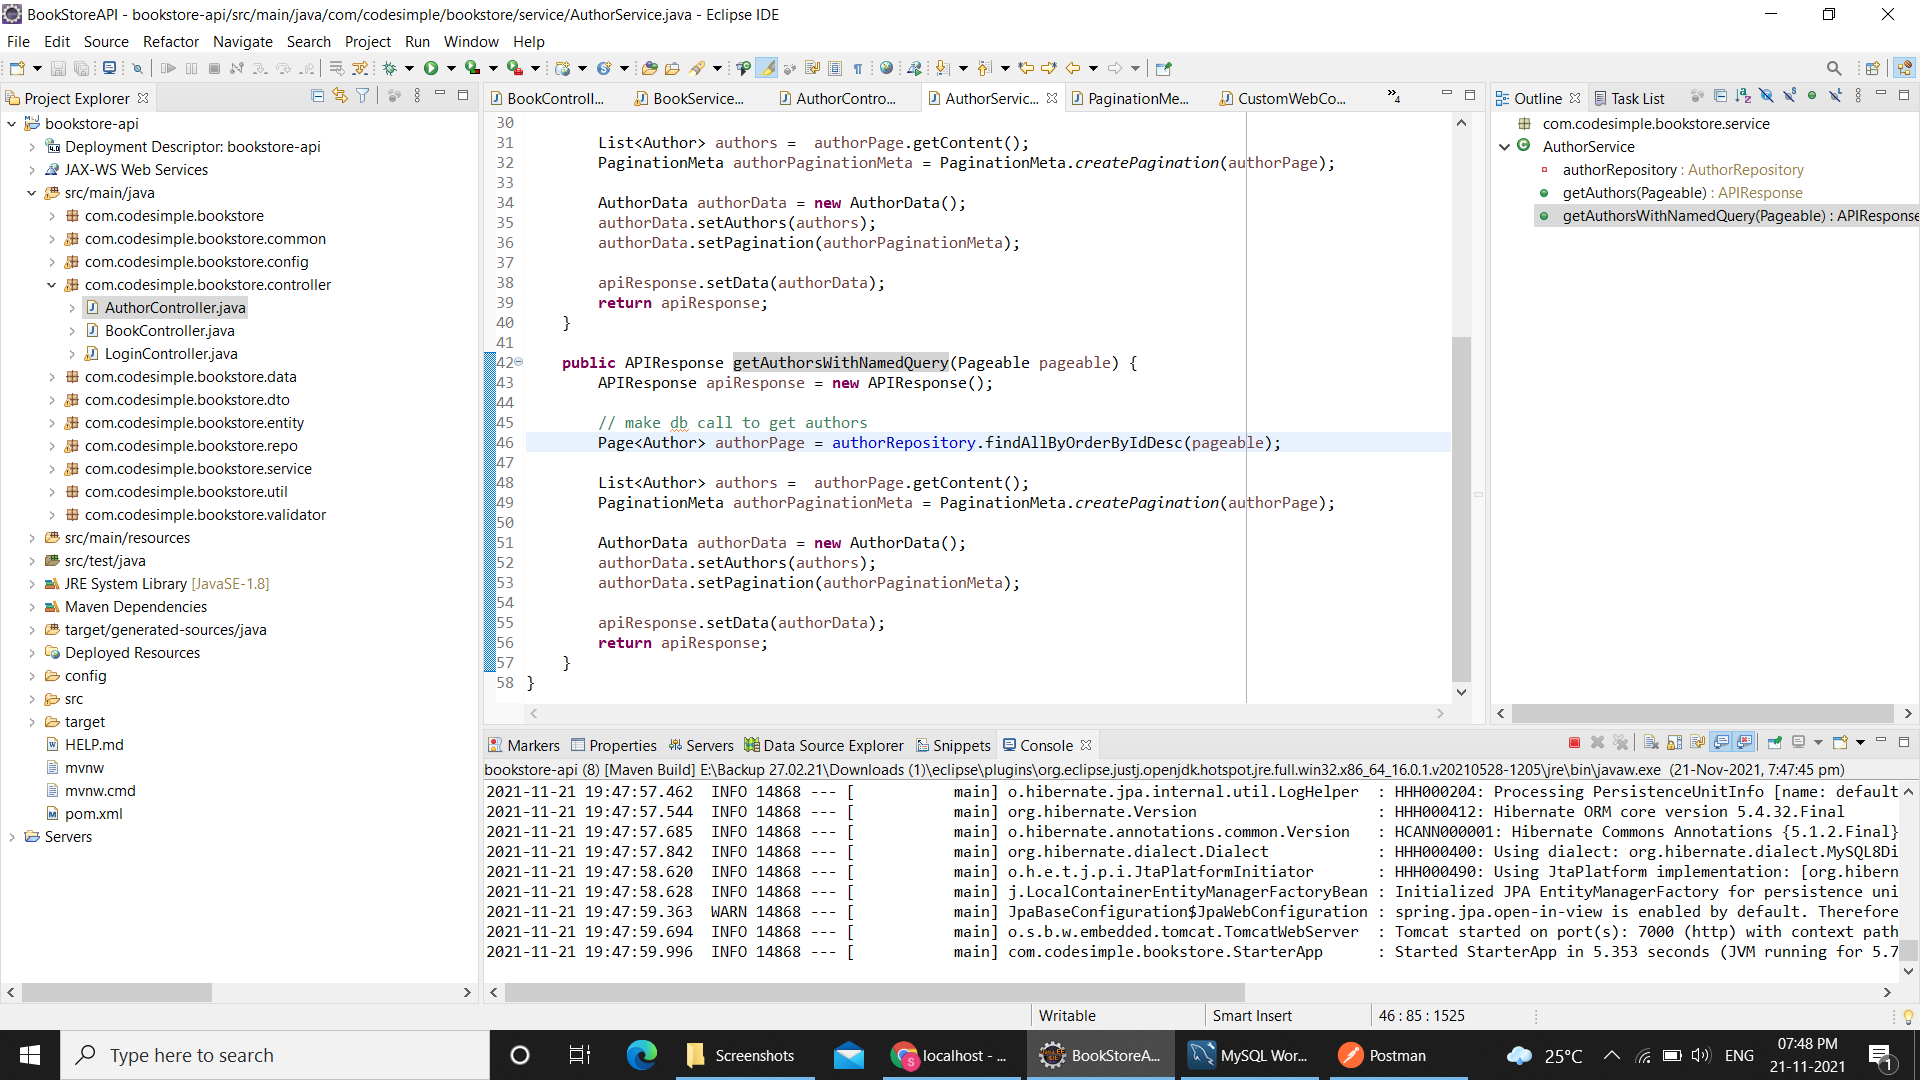 BookStoreAPI - bookstore-api/src/main/java/com/codesimple/bookstore/service/AuthorService.java - Eclipse IDE
File Edit Source Refactor Navigate Search Project Run Window Help
Project Explorer
bookstore-api
Deployment Descriptor: bookstore-api
JAX-WS Web Services
src/main/java
com.codesimple.bookstore
com.codesimple.bookstore.common
com.codesimple.bookstore.config
com.codesimple.bookstore.controller
AuthorController.java
BookController.java
LoginController.java
com.codesimple.bookstore.data
com.codesimple.bookstore.dto
com.codesimple.bookstore.entity
com.codesimple.bookstore.repo
com.codesimple.bookstore.service
com.codesimple.bookstore.util
com.codesimple.bookstore.validator
src/main/resources
src/test/java
JRE System Library [JavaSE-1.8]
Maven Dependencies
target/generated-sources/java
Deployed Resources
config
src
target
HELP.md
mvnw
mvnw.cmd
pom.xml
Servers
BookControll... BookService... AuthorContro... AuthorServic... PaginationMe... CustomWebCo... »4
30
31 List<Author> authors = authorPage.getContent();
32 PaginationMeta authorPaginationMeta = PaginationMeta.createPagination(authorPage);
33
34 AuthorData authorData = new AuthorData();
35 authorData.setAuthors(authors);
36 authorData.setPagination(authorPaginationMeta);
37
38 apiResponse.setData(authorData);
39 return apiResponse;
40 }
41
42 public APIResponse getAuthorsWithNamedQuery(Pageable pageable) {
43 APIResponse apiResponse = new APIResponse();
44
45 // make db call to get authors
46 Page<Author> authorPage = authorRepository.findAllByOrderByIdDesc(pageable);
47
48 List<Author> authors = authorPage.getContent();
49 PaginationMeta authorPaginationMeta = PaginationMeta.createPagination(authorPage);
50
51 AuthorData authorData = new AuthorData();
52 authorData.setAuthors(authors);
53 authorData.setPagination(authorPaginationMeta);
54
55 apiResponse.setData(authorData);
56 return apiResponse;
57 }
58 }
Outline Task List
com.codesimple.bookstore.service
AuthorService
authorRepository : AuthorRepository
getAuthors(Pageable) : APIResponse
getAuthorsWithNamedQuery(Pageable) : APIResponse
Markers Properties Servers Data Source Explorer Snippets Console
bookstore-api (8) [Maven Build] E:\Backup 27.02.21\Downloads (1)\eclipse\plugins\org.eclipse.justj.openjdk.hotspot.jre.full.win32.x86_64_16.0.1.v20210528-1205\jre\bin\javaw.exe (21-Nov-2021, 7:47:45 pm)
2021-11-21 19:47:57.462 INFO 14868 --- [ main] o.hibernate.jpa.internal.util.LogHelper : HHH000204: Processing PersistenceUnitInfo [name: default
2021-11-21 19:47:57.544 INFO 14868 --- [ main] org.hibernate.Version : HHH000412: Hibernate ORM core version 5.4.32.Final
2021-11-21 19:47:57.685 INFO 14868 --- [ main] o.hibernate.annotations.common.Version : HCANN000001: Hibernate Commons Annotations {5.1.2.Final}
2021-11-21 19:47:57.842 INFO 14868 --- [ main] org.hibernate.dialect.Dialect : HHH000400: Using dialect: org.hibernate.dialect.MySQL8Di
2021-11-21 19:47:58.620 INFO 14868 --- [ main] o.h.e.t.j.p.i.JtaPlatformInitiator : HHH000490: Using JtaPlatform implementation: [org.hibern
2021-11-21 19:47:58.628 INFO 14868 --- [ main] j.LocalContainerEntityManagerFactoryBean : Initialized JPA EntityManagerFactory for persistence uni
2021-11-21 19:47:59.363 WARN 14868 --- [ main] JpaBaseConfiguration$JpaWebConfiguration : spring.jpa.open-in-view is enabled by default. Therefore
2021-11-21 19:47:59.694 INFO 14868 --- [ main] o.s.b.w.embedded.tomcat.TomcatWebServer : Tomcat started on port(s): 7000 (http) with context path
2021-11-21 19:47:59.996 INFO 14868 --- [ main] com.codesimple.bookstore.StarterApp : Started StarterApp in 5.353 seconds (JVM running for 5.7
Writable Smart Insert 46 : 85 : 1525
Type here to search Screenshots localhost - ... BookStoreA... MySQL Wor... Postman 25°C ENG 07:48 PM
21-11-2021
1